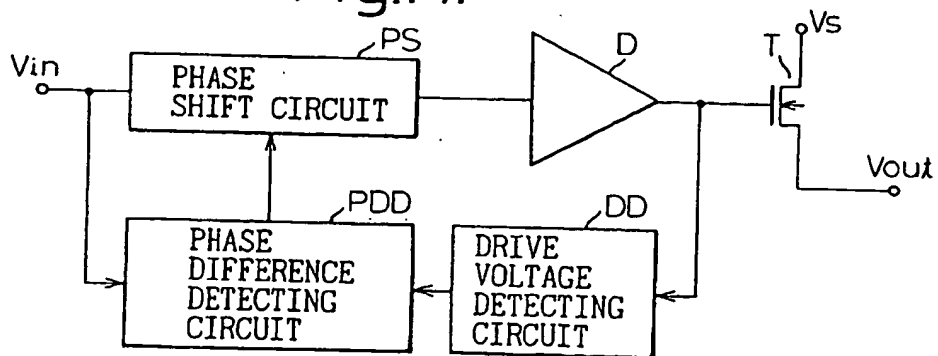 PS
Vin
PHASE
SHIFT CIRCUIT
D
T
Vs
Vout
PDD
PHASE
DIFFERENCE
DETECTING
CIRCUIT
DD
DRIVE
VOLTAGE
DETECTING
CIRCUIT